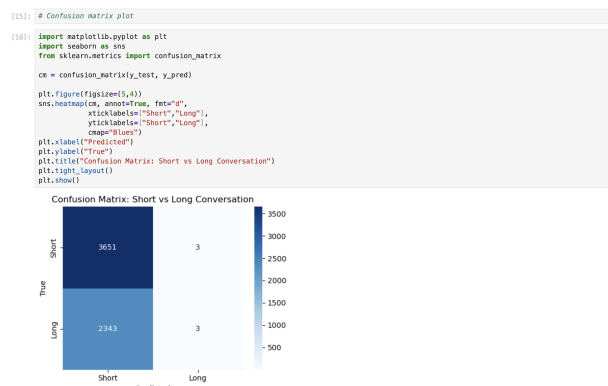 [15]: # Confusion matrix plot
[18]: import matplotlib.pyplot as plt
import seaborn as sns
from sklearn.metrics import confusion_matrix
cm = confusion_matrix(y_test, y_pred)
plt.figure(figsize=(5,4))
sns.heatmap(cm, annot=True, fmt="d",
xticklabels=["Short","Long"],
yticklabels=["Short","Long"],
cmap="Blues")
plt.xlabel("Predicted")
plt.ylabel("True")
plt.title("Confusion Matrix: Short vs Long Conversation")
plt.tight_layout()
plt.show()
Confusion Matrix: Short vs Long Conversation
3500
3000
Short
3651
3
2500
True
2000
1500
Long
2343
3
1000
500
Short
Long